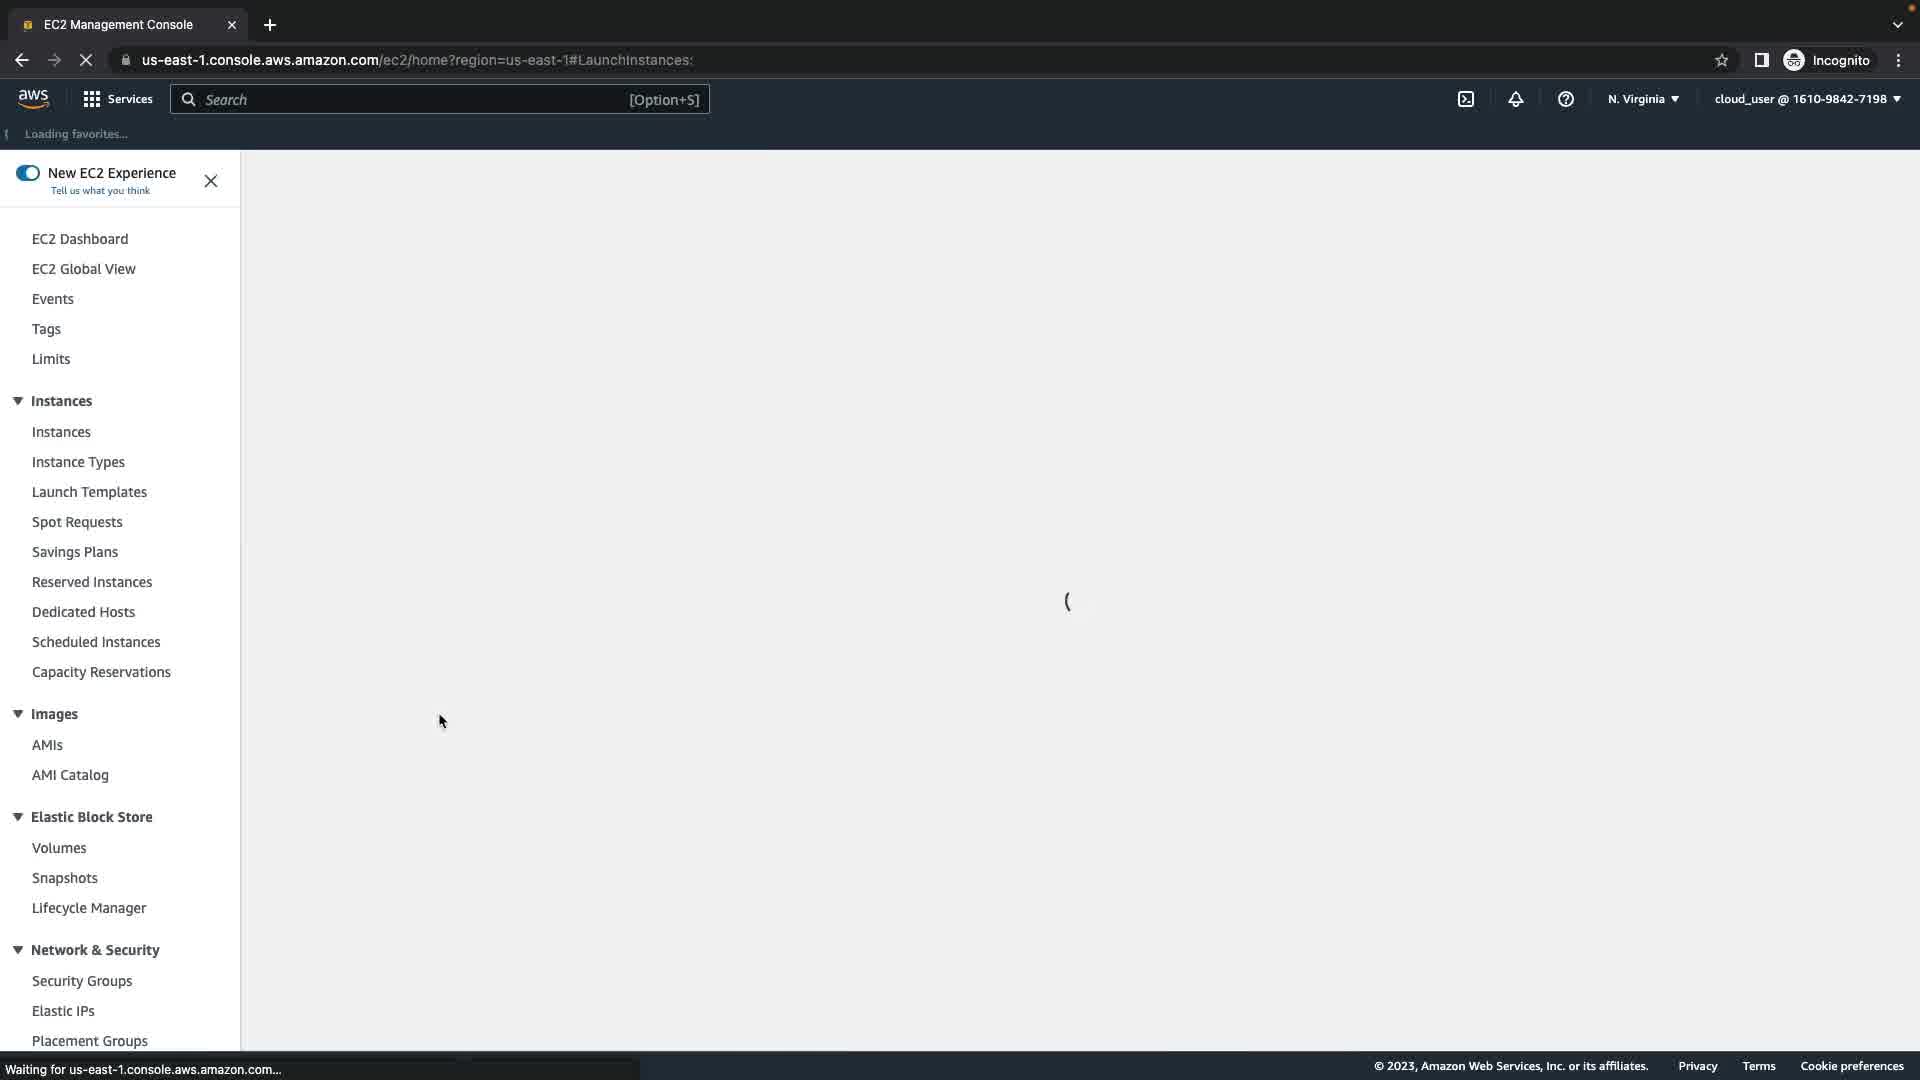 EC2 Management Console
us-east-1.console.aws.amazon.com/ec2/home?region=us-east-1#LaunchInstances:
Incognito
aws
Services
Search
[Option+S]
N. Virginia
cloud_user @ 1610-9842-7198
Loading favorites...
New EC2 Experience
Tell us what you think
EC2 Dashboard
EC2 Global View
Events
Tags
Limits
Instances
Instances
Instance Types
Launch Templates
Spot Requests
Savings Plans
Reserved Instances
Dedicated Hosts
Scheduled Instances
Capacity Reservations
Images
AMIs
AMI Catalog
Elastic Block Store
Volumes
Snapshots
Lifecycle Manager
Network & Security
Security Groups
Elastic IPs
Placement Groups
Waiting for us-east-1.console.aws.amazon.com...
© 2023, Amazon Web Services, Inc. or its affiliates.
Privacy
Terms
Cookie preferences